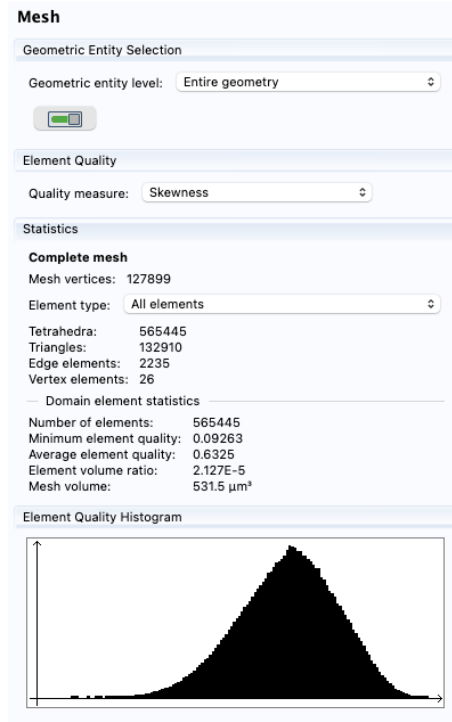 Mesh
Geometric Entity Selection
Geometric entity level: Entire geometry
Element Quality
Quality measure: Skewness
Statistics
Complete mesh
Mesh vertices: 127899
Element type: All elements
Tetrahedra: 565445
Triangles: 132910
Edge elements: 2235
Vertex elements: 26
Domain element statistics
Number of elements: 565445
Minimum element quality: 0.09263
Average element quality: 0.6325
Element volume ratio: 2.127E-5
Mesh volume: 531.5 µm³
Element Quality Histogram